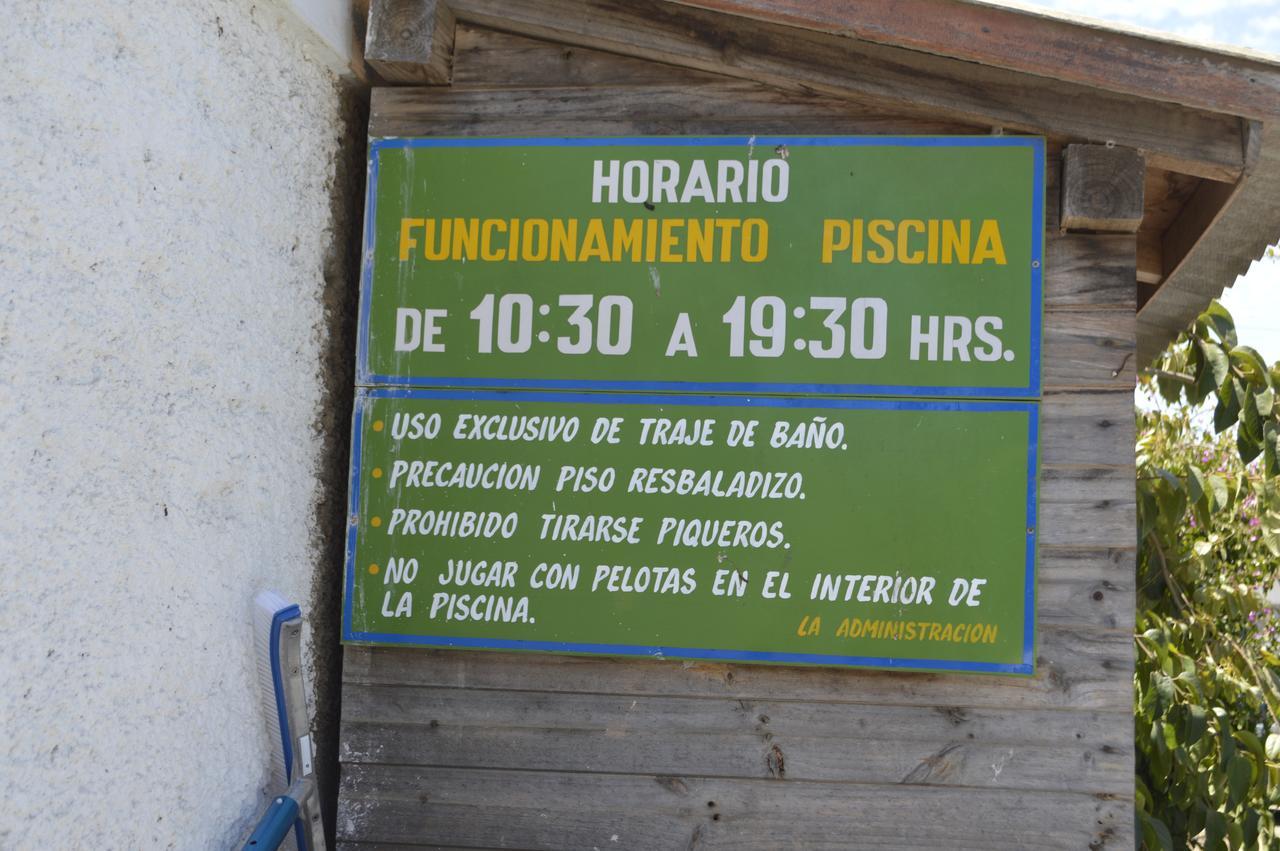 HORARIO
FUNCIONAMIENTO PISCINA
DE 10:30 A 19:30 HRS.
• USO EXCLUSIVO DE TRAJE DE BAÑO.
• PRECAUCION PISO RESBALADIZO.
• PROHIBIDO TIRARSE PIQUEROS.
• NO JUGAR CON PELOTAS EN EL INTERIOR DE
LA PISCINA.
LA ADMINISTRACION